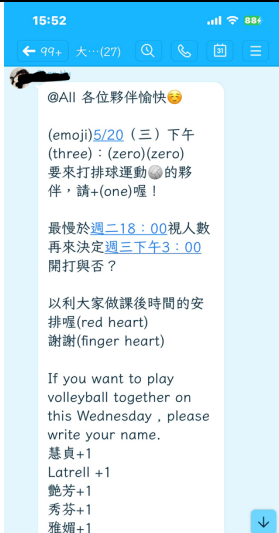 15:52
88
99+ 大…(27)
31
@All 各位夥伴愉快☺️
(emoji)5/20（三）下午
(three)：(zero)(zero)
要來打排球運動🏐的夥
伴，請+(one)喔！
最慢於週二18：00視人數
再來決定週三下午3：00
開打與否？
以利大家做課後時間的安
排喔(red heart)
謝謝(finger heart)
If you want to play
volleyball together on
this Wednesday , please
write your name.
慧貞+1
Latrell +1
艷芳+1
秀芬+1
雅媚+1